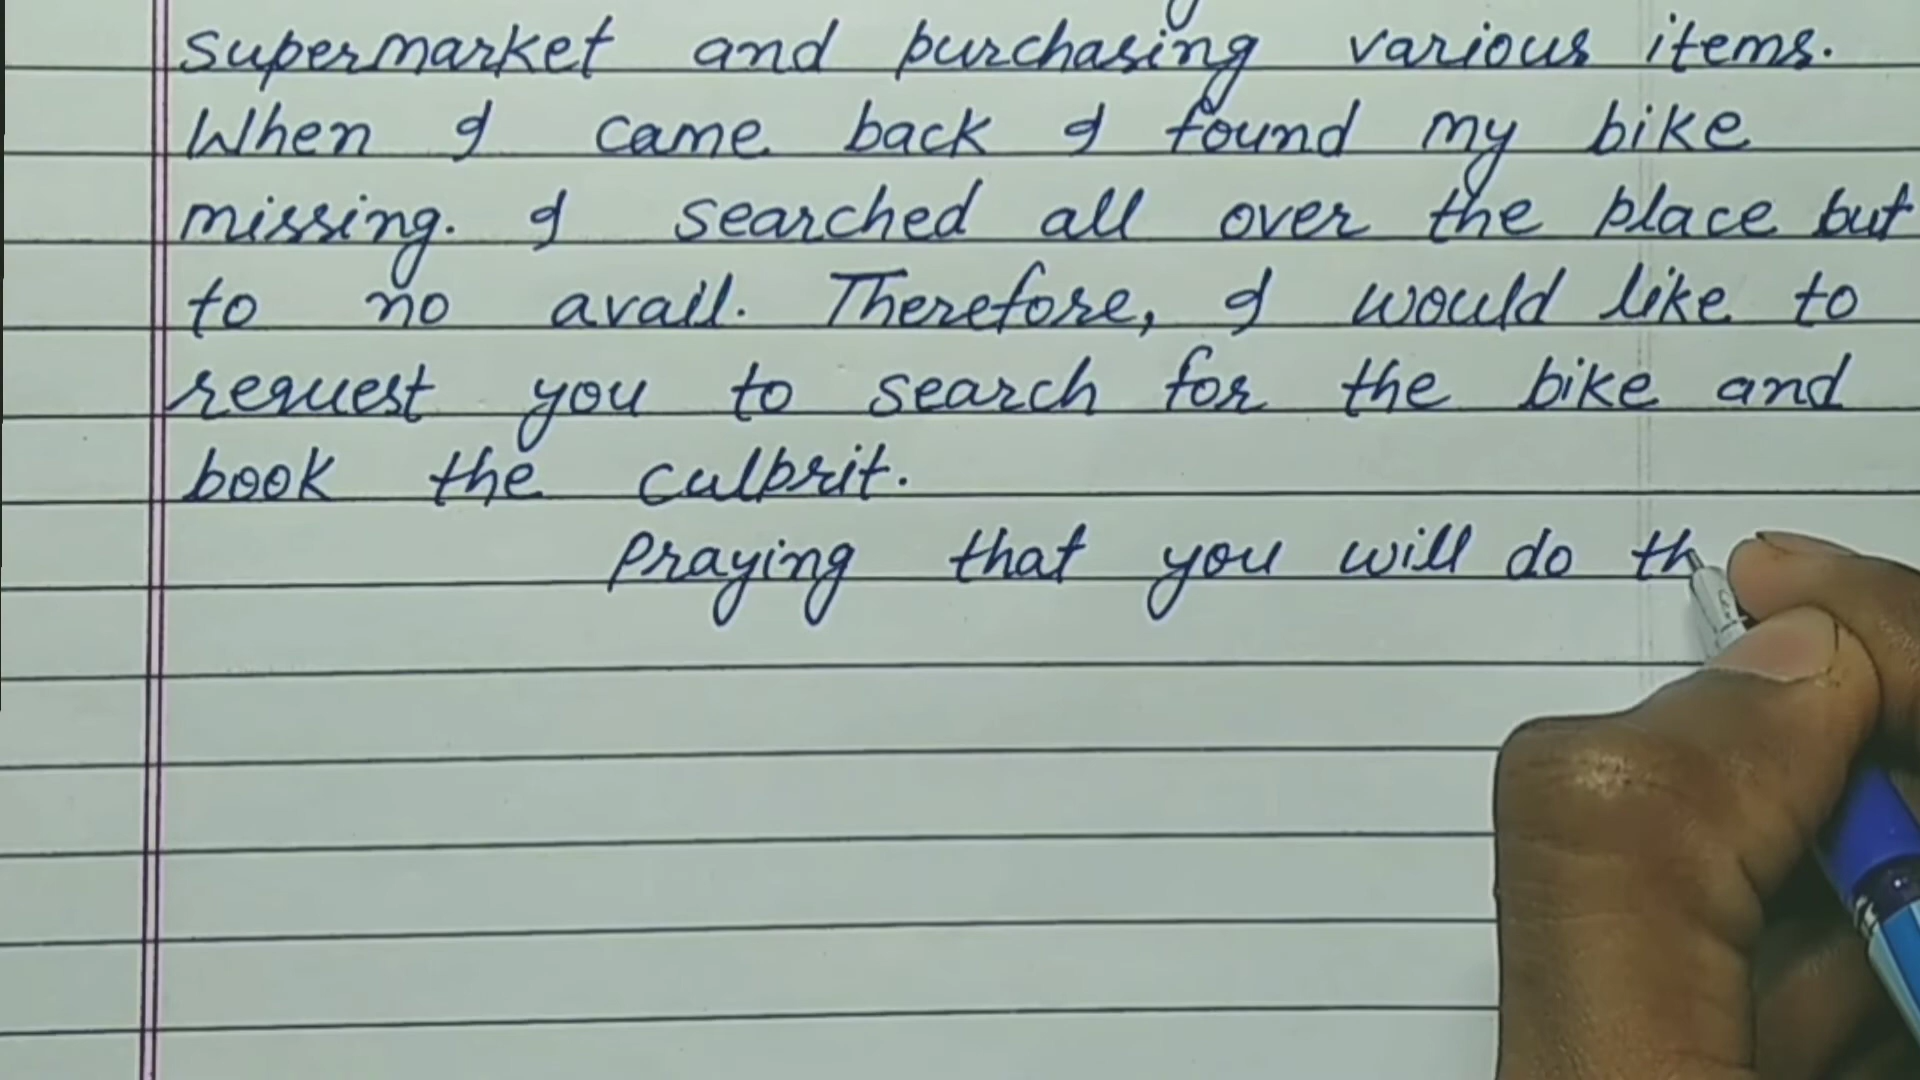 supermarket and purchasing various items.
When I came back I found my bike
missing. I searched all over the place but
to no avail. Therefore, I would like to
request you to search for the bike and
book the culprit.
Praying that you will do th